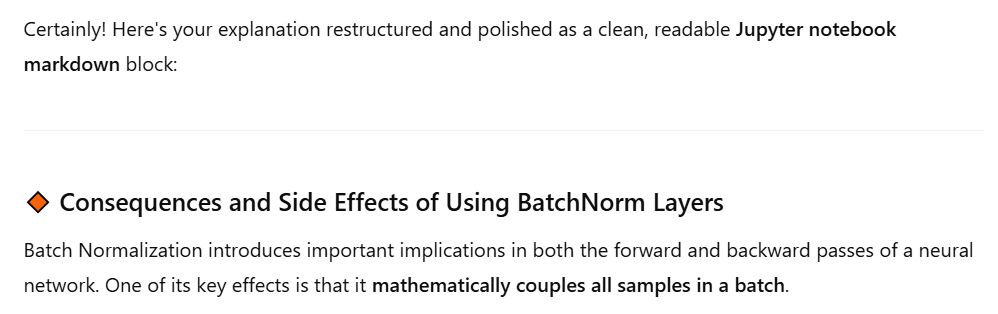 Certainly! Here's your explanation restructured and polished as a clean, readable Jupyter notebook
markdown block:
Consequences and Side Effects of Using BatchNorm Layers
Batch Normalization introduces important implications in both the forward and backward passes of a neural
network. One of its key effects is that it mathematically couples all samples in a batch.